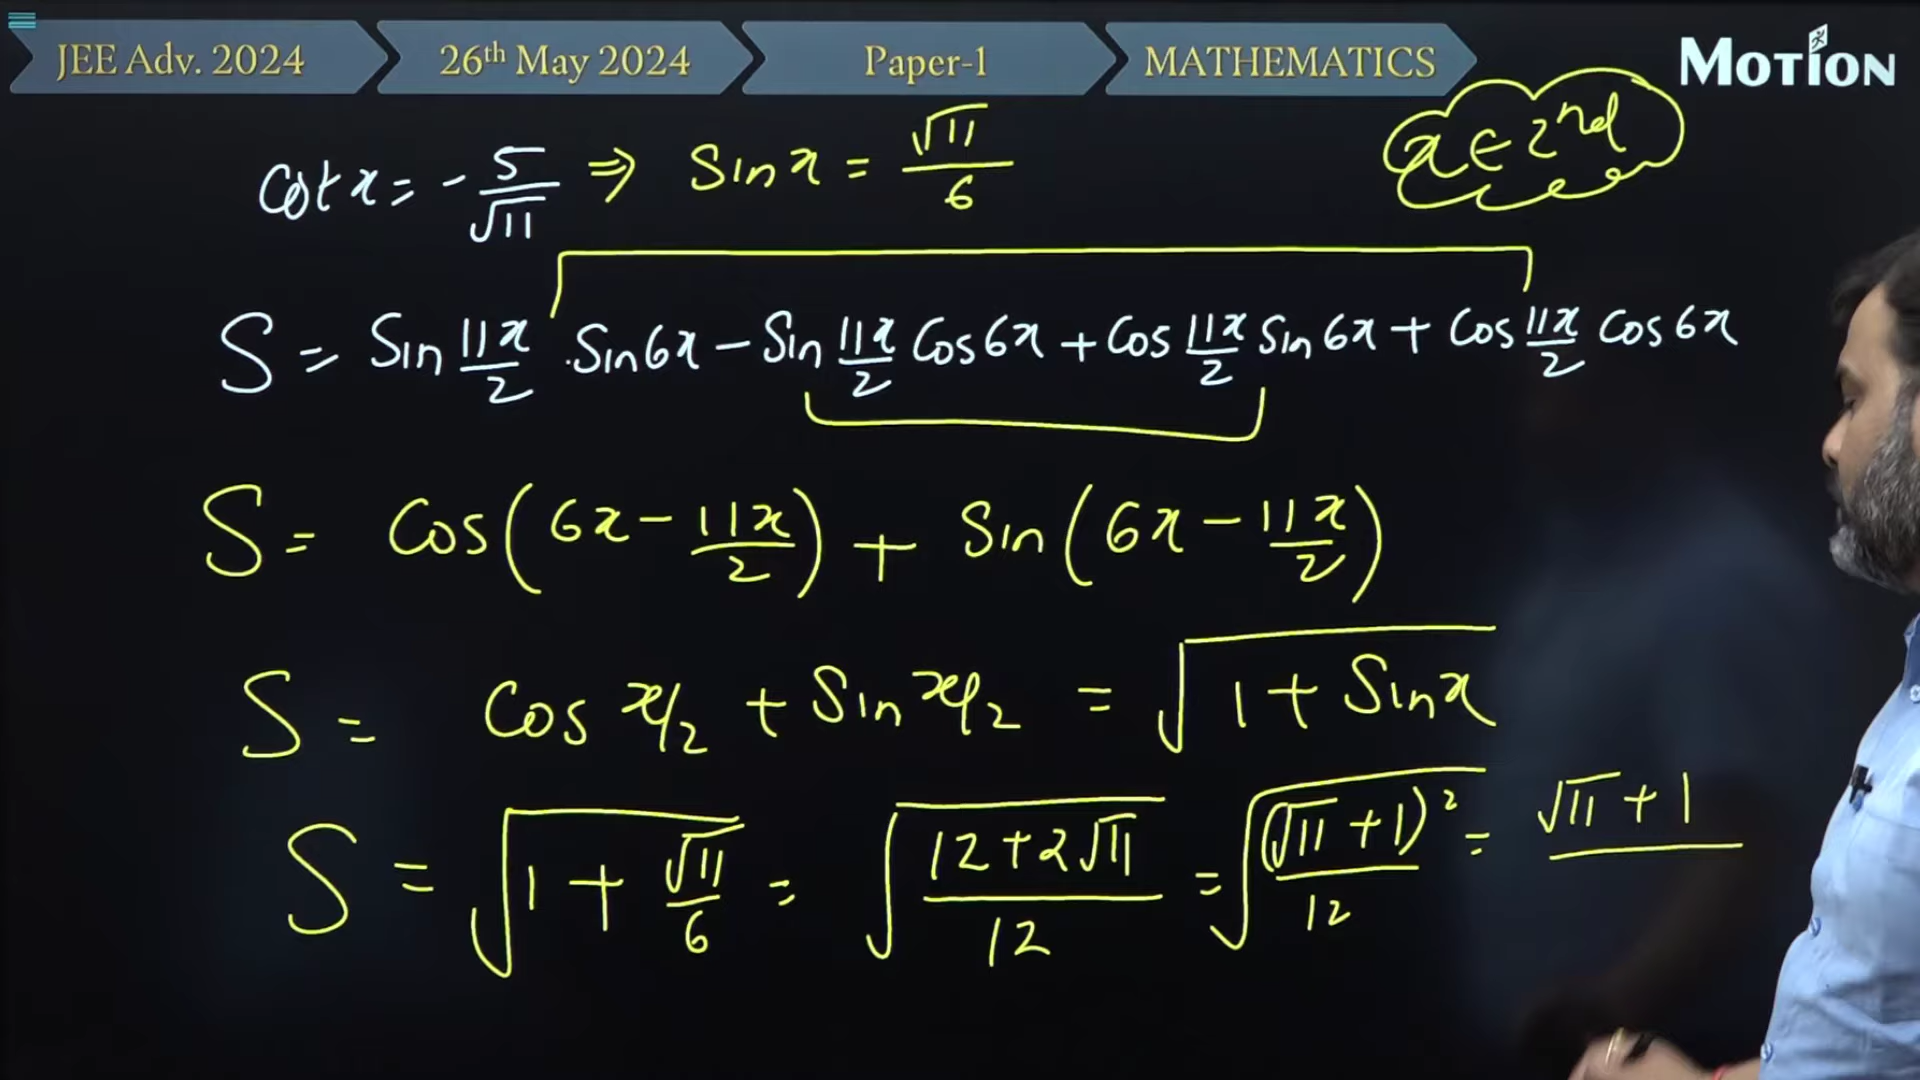 JEE Adv. 2024 26th May 2024 Paper-1 MATHEMATICS MOTION
Cot x = - 5/√11 ⇒ Sin x = √11/6 x ∈ 2nd
S = Sin 11x/2 · Sin 6x - Sin 11x/2 Cos 6x + Cos 11x/2 Sin 6x + Cos 11x/2 Cos 6x
S = Cos(6x - 11x/2) + Sin(6x - 11x/2)
S = Cos x/2 + Sin x/2 = √(1 + Sin x)
S = √(1 + √11/6) = √((12+2√11)/12) = √((√11+1)²/12) = √11+1